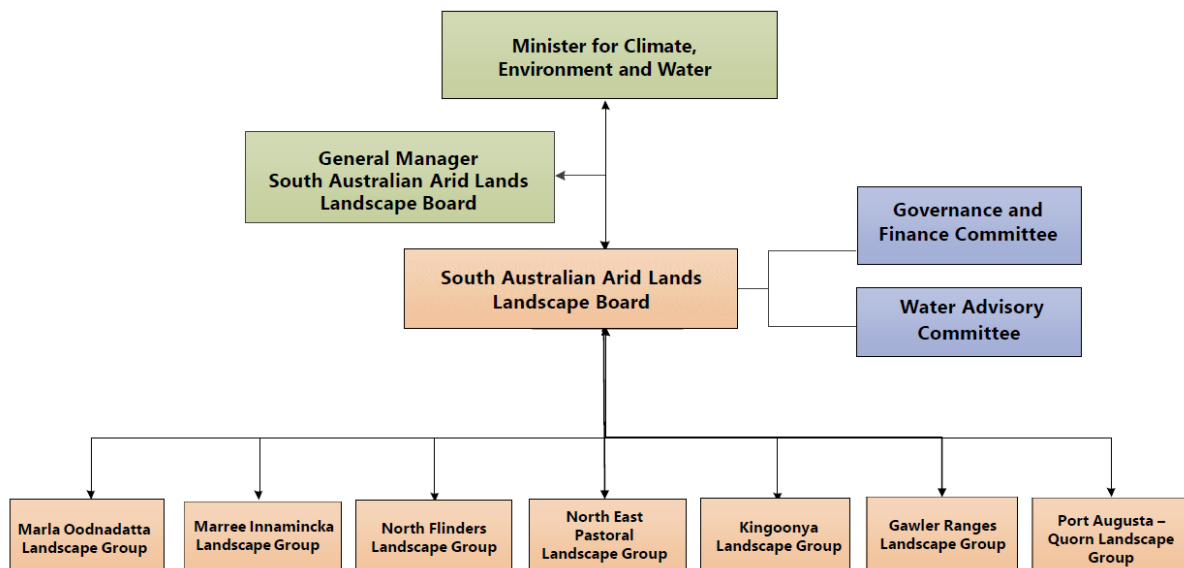 Minister for Climate,
Environment and Water
General Manager
South Australian Arid Lands
Landscape Board
Governance and
Finance Committee
South Australian Arid Lands
Landscape Board
Water Advisory
Committee
Marla Oodnadatta
Landscape Group
Marree Innamincka
Landscape Group
North Flinders
Landscape Group
North East
Pastoral
Landscape Group
Kingoonya
Landscape Group
Gawler Ranges
Landscape Group
Port Augusta –
Quorn Landscape
Group